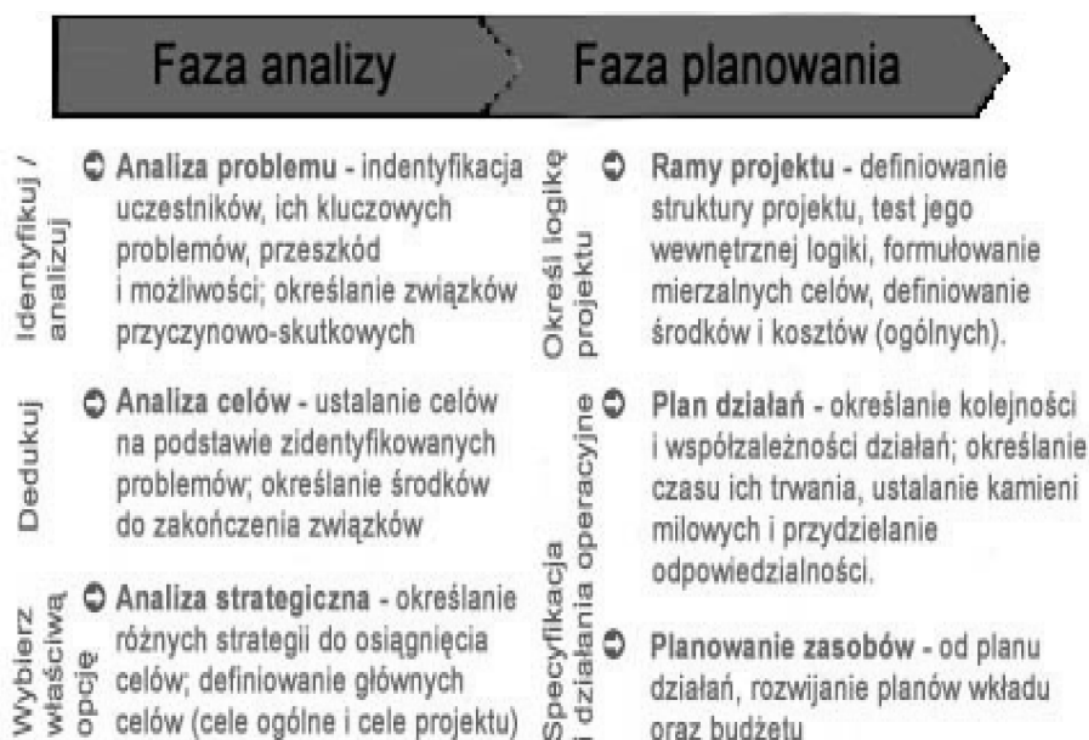 Faza analizy
Faza planowania
Identyfikuj /
analizuj
Analiza problemu - indentyfikacja
uczestników, ich kluczowych
problemów, przeszkód
i możliwości; określanie związków
przyczynowo-skutkowych
Dedukuj
Analiza celów - ustalanie celów
na podstawie zidentyfikowanych
problemów; określanie środków
do zakończenia związków
Wybierz
właściwą
opcję
Analiza strategiczna - określanie
różnych strategii do osiągnięcia
celów; definiowanie głównych
celów (cele ogólne i cele projektu)
Określ logikę
projektu
Ramy projektu - definiowanie
struktury projektu, test jego
wewnętrznej logiki, formułowanie
mierzalnych celów, definiowanie
środków i kosztów (ogólnych).
Specyfikacja
i działania operacyjne
Plan działań - określanie kolejności
i współzależności działań; określanie
czasu ich trwania, ustalanie kamieni
milowych i przydzielanie
odpowiedzialności.
Planowanie zasobów - od planu
działań, rozwijanie planów wkładu
oraz budżetu